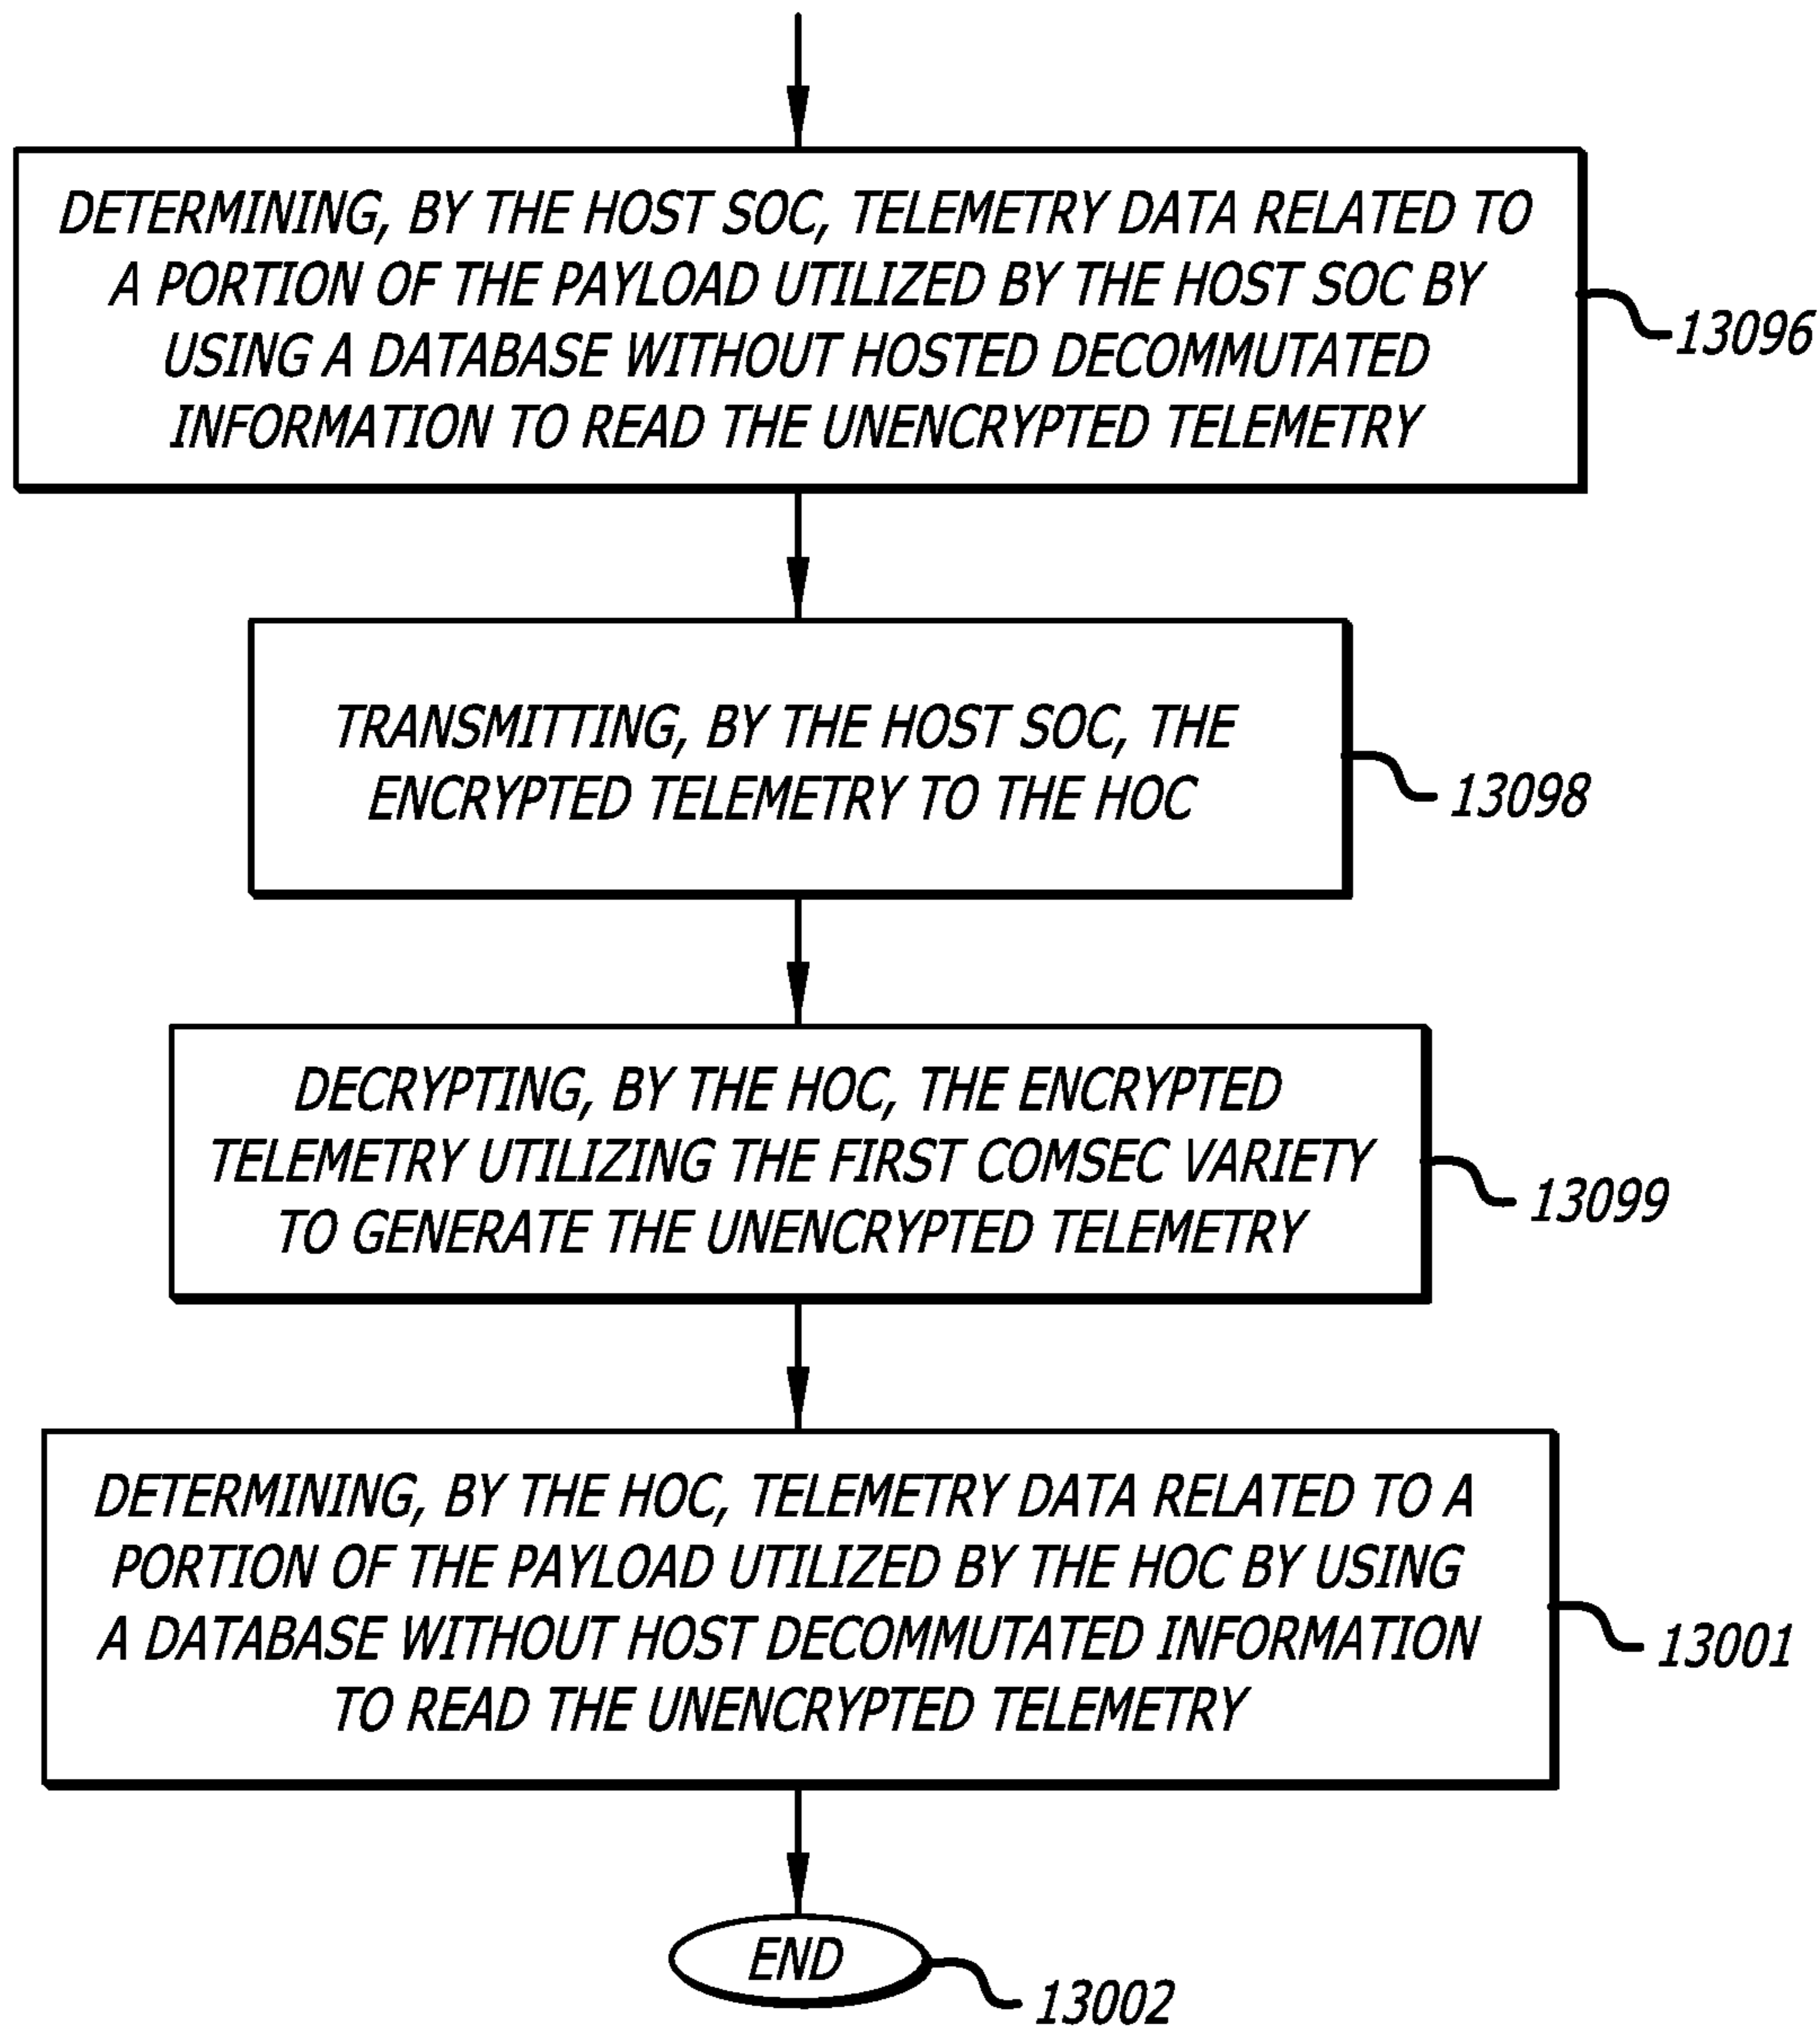 DETERMINING, BY THE HOST SOC, TELEMETRY DATA RELATED TO
A PORTION OF THE PAYLOAD UTILIZED BY THE HOST SOC BY
USING A DATABASE WITHOUT HOSTED DECOMMUTATED
INFORMATION TO READ THE UNENCRYPTED TELEMETRY
13096
TRANSMITTING, BY THE HOST SOC, THE
ENCRYPTED TELEMETRY TO THE HOC
13098
DECRYPTING, BY THE HOC, THE ENCRYPTED
TELEMETRY UTILIZING THE FIRST COMSEC VARIETY
TO GENERATE THE UNENCRYPTED TELEMETRY
13099
DETERMINING, BY THE HOC, TELEMETRY DATA RELATED TO A
PORTION OF THE PAYLOAD UTILIZED BY THE HOC BY USING
A DATABASE WITHOUT HOST DECOMMUTATED INFORMATION
TO READ THE UNENCRYPTED TELEMETRY
13001
END
13002